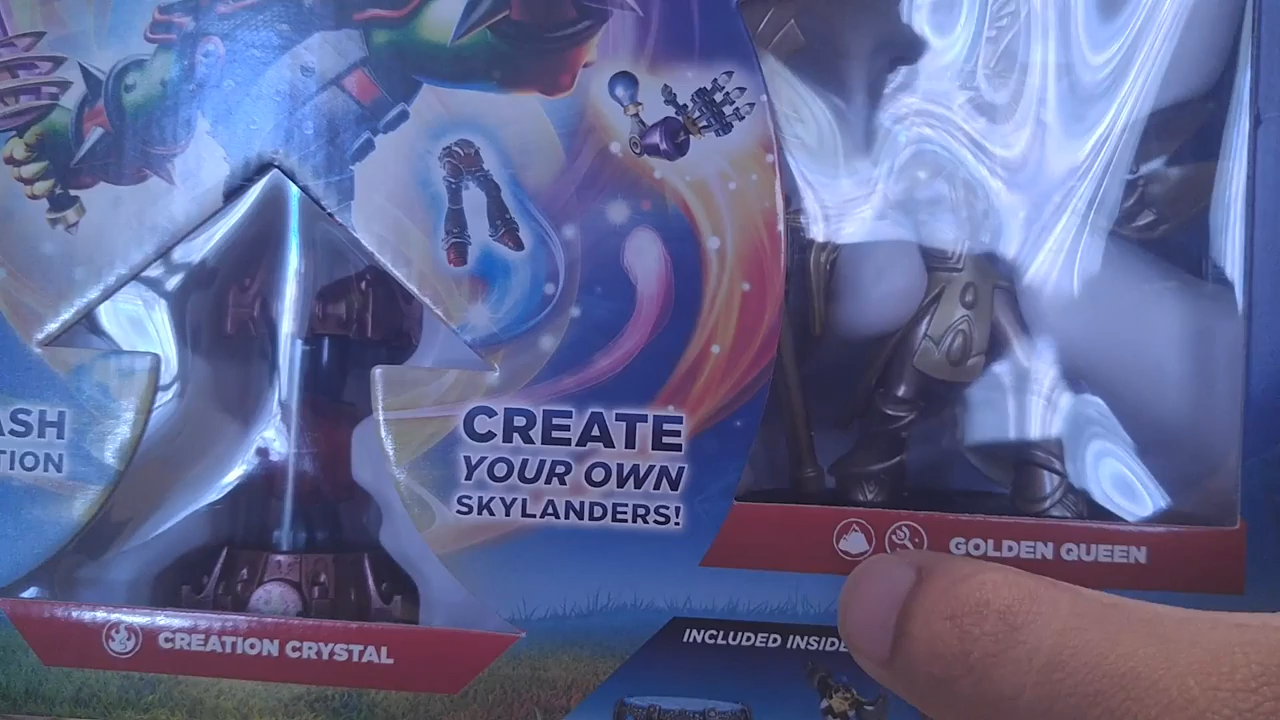 ASH
TION
CREATE
YOUR OWN
SKYLANDERS!
GOLDEN QUEEN
CREATION CRYSTAL
INCLUDED INSIDE